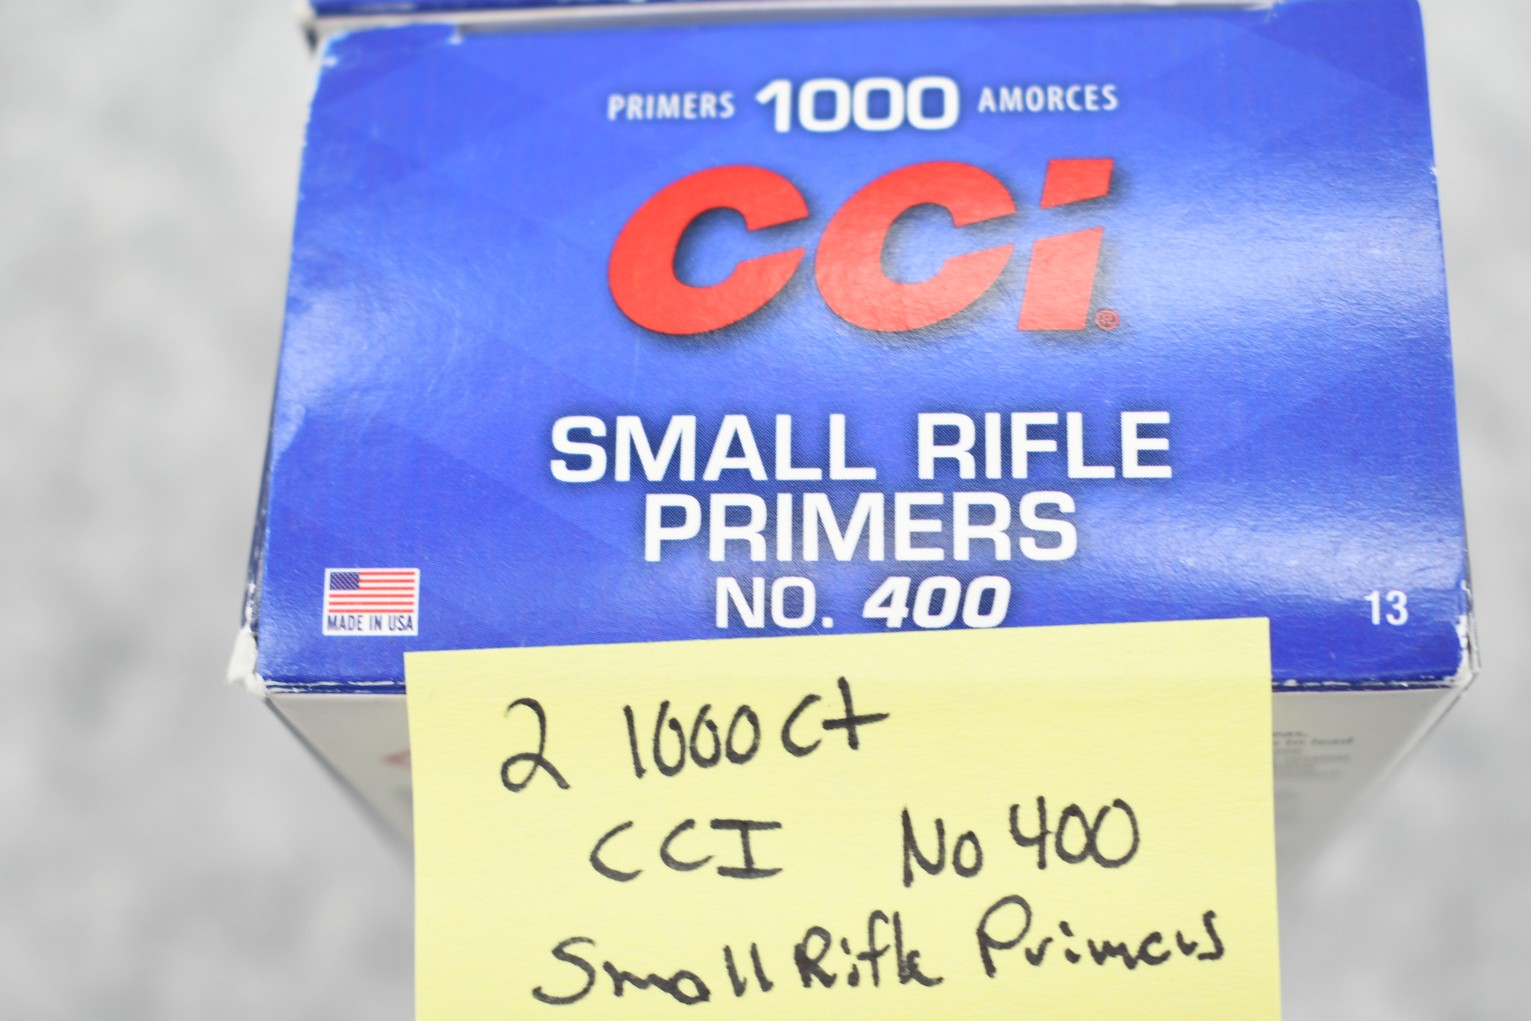 PRIMERS 1000 AMORCES
CCI®
SMALL RIFLE
PRIMERS
NO. 400
MADE IN USA
13
2 1000 Ct
CCI No 400
Small Rifle Primers